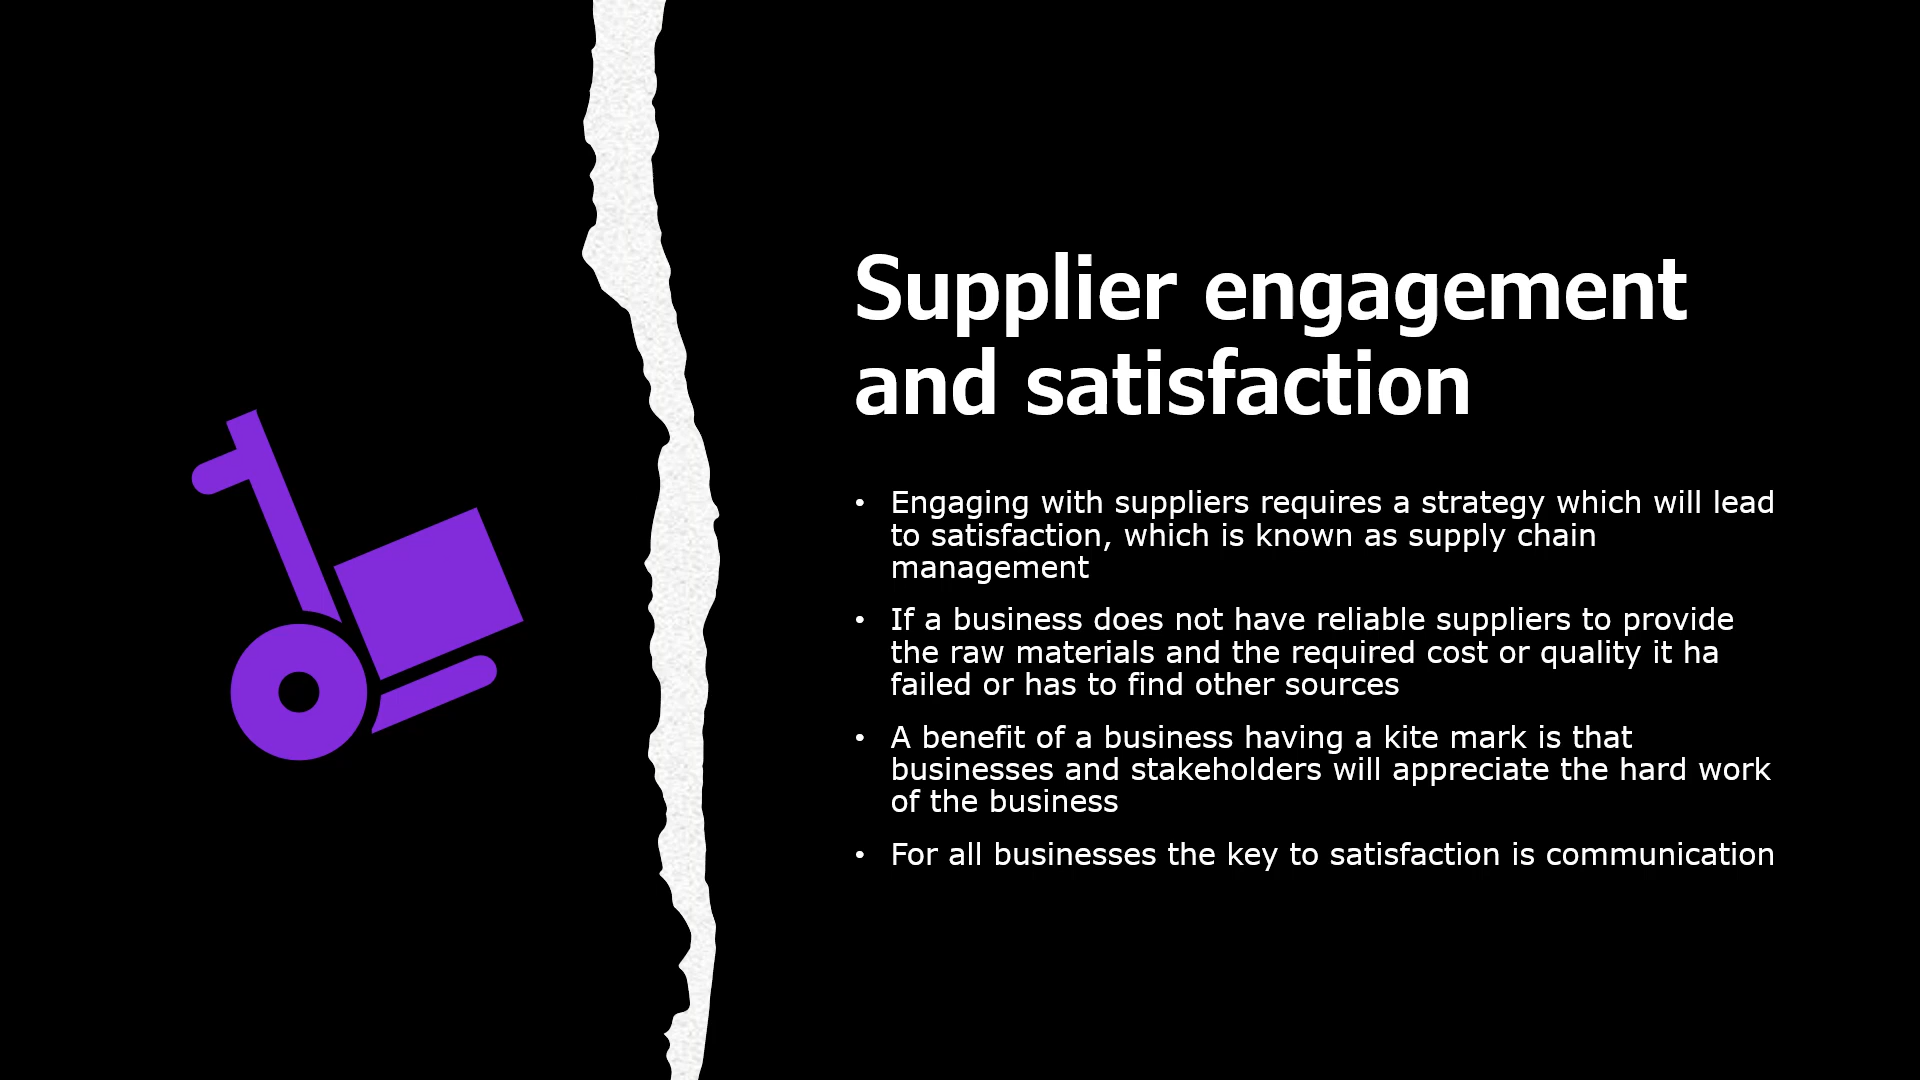 Supplier engagement
and satisfaction
• Engaging with suppliers requires a strategy which will lead
to satisfaction, which is known as supply chain
management
• If a business does not have reliable suppliers to provide
the raw materials and the required cost or quality it ha
failed or has to find other sources
• A benefit of a business having a kite mark is that
businesses and stakeholders will appreciate the hard work
of the business
• For all businesses the key to satisfaction is communication